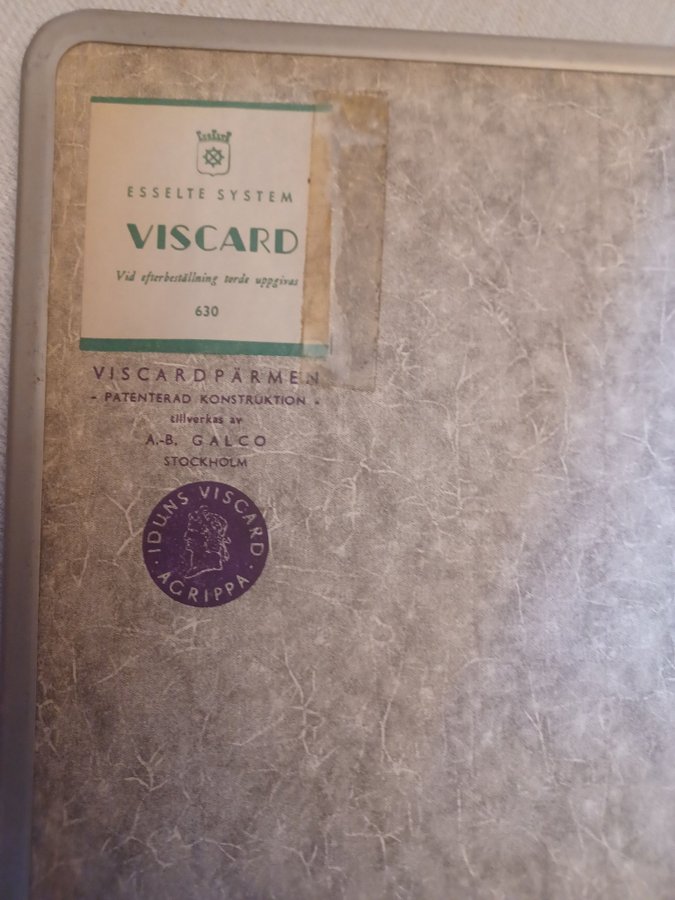 ESSELTE SYSTEM
VISCARD
Vid efterbeställning torde uppgivas
630
VISCARDPÄRMEN
- PATENTERAD KONSTRUKTION -
tillverkas av
A.-B. GALCO
STOCKHOLM
· IDUNS VISCARD ·
AGRIPPA